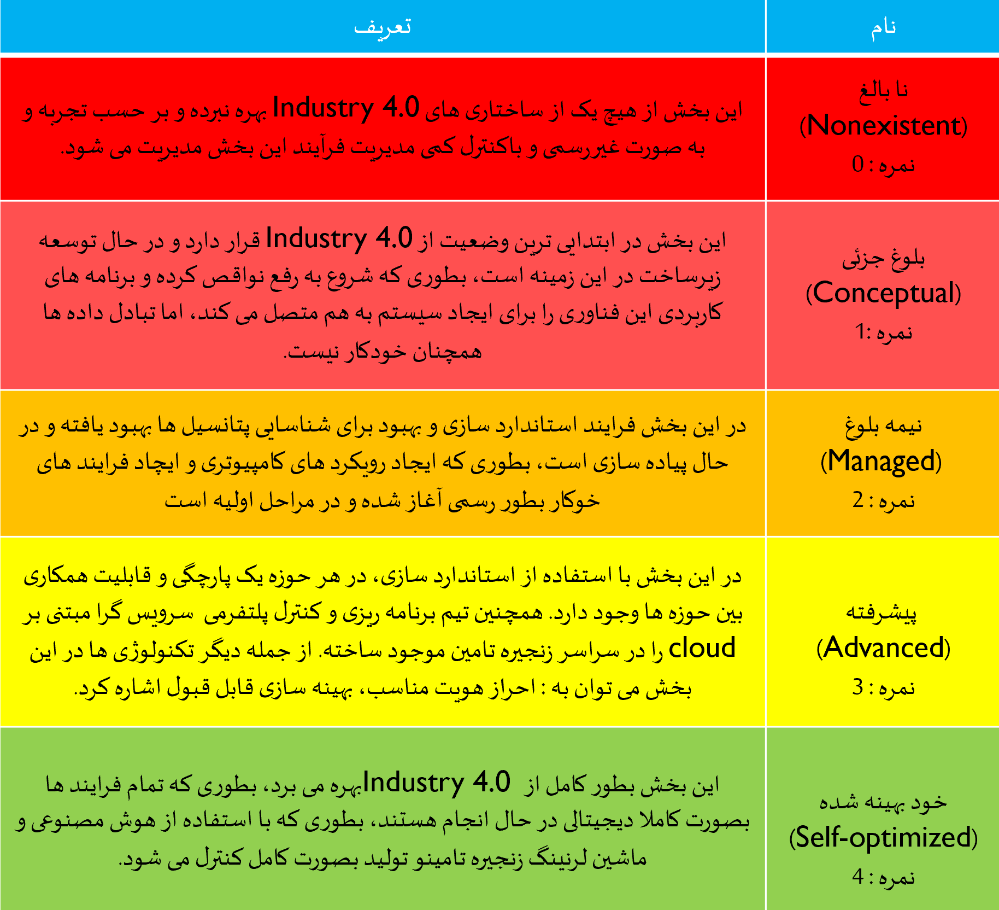 نام
تعریف
نا بالغ
(Nonexistent)
نمره : 0
این بخش از هیچ یک از ساختاری های Industry 4.0 بهره نبرده و بر حسب تجربه و
به صورت غیررسمی و باکنترل کمی مدیریت فرآیند این بخش مدیریت می شود.
بلوغ جزئی
(Conceptual)
نمره :1
این بخش در ابتدایی ترین وضعیت از Industry 4.0 قرار دارد و در حال توسعه
زیرساخت در این زمینه است، بطوری که شروع به رفع نواقص کرده و برنامه های
کاربردی این فناوری را برای ایجاد سیستم به هم متصل می کند، اما تبادل داده ها
همچنان خودکار نیست.
نیمه بلوغ
(Managed)
نمره : 2
در این بخش فرایند استاندارد سازی و بهبود برای شناسایی پتانسیل ها بهبود یافته و در
حال پیاده سازی است، بطوری که ایجاد رویکرد های کامپیوتری و ایچاد فرایند های
خوکار بطور رسمی آغاز شده و در مراحل اولیه است
پیشرفته
(Advanced)
نمره : 3
در این بخش با استفاده از استاندارد سازی، در هر حوزه یک پارچگی و قابلیت همکاری
بین حوزه ها وجود دارد. همچنین تیم برنامه ریزی و کنترل پلتفرمی سرویس گرا مبتنی بر
cloud را در سراسر زنجیره تامین موجود ساخته. از جمله دیگر تکنولوژی ها در این
بخش می توان به : احراز هویت مناسب، بهینه سازی قابل قبول اشاره کرد.
خود بهینه شده
(Self-optimized)
نمره : 4
این بخش بطور کامل از Industry 4.0بهره می برد، بطوری که تمام فرایند ها
بصورت کاملا دیجیتالی در حال انجام هستند، بطوری که با استفاده از هوش مصنوعی و
ماشین لرنینگ زنجیره تامینو تولید بصورت کامل کنترل می شود.